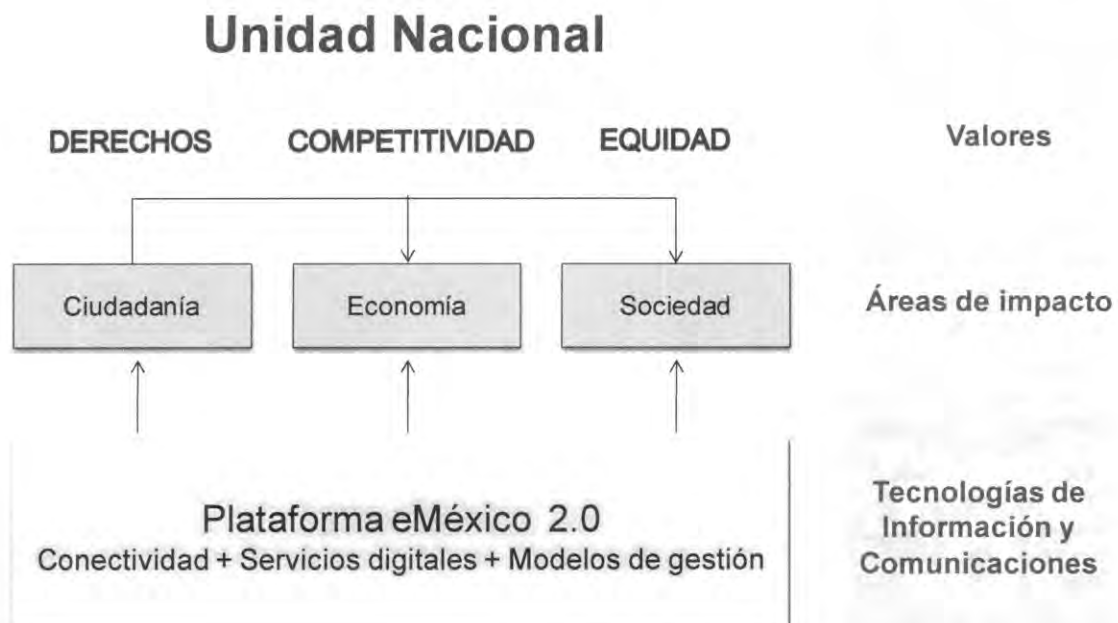 Unidad Nacional
DERECHOS COMPETITIVIDAD EQUIDAD Valores
Ciudadanía Economía Sociedad Áreas de impacto
Plataforma eMéxico 2.0
Conectividad + Servicios digitales + Modelos de gestión
Tecnologías de
Información y
Comunicaciones